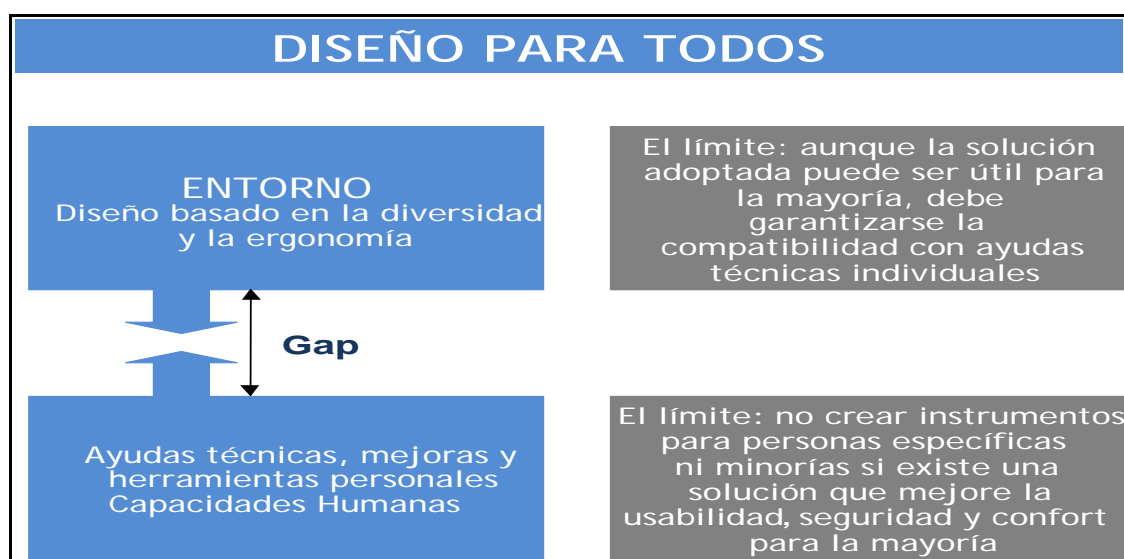 DISEÑO PARA TODOS
ENTORNO
Diseño basado en la diversidad
y la ergonomía
El límite: aunque la solución
adoptada puede ser útil para
la mayoría, debe
garantizarse la
compatibilidad con ayudas
técnicas individuales
Gap
Ayudas técnicas, mejoras y
herramientas personales
Capacidades Humanas
El límite: no crear instrumentos
para personas específicas
ni minorías si existe una
solución que mejore la
usabilidad, seguridad y confort
para la mayoría